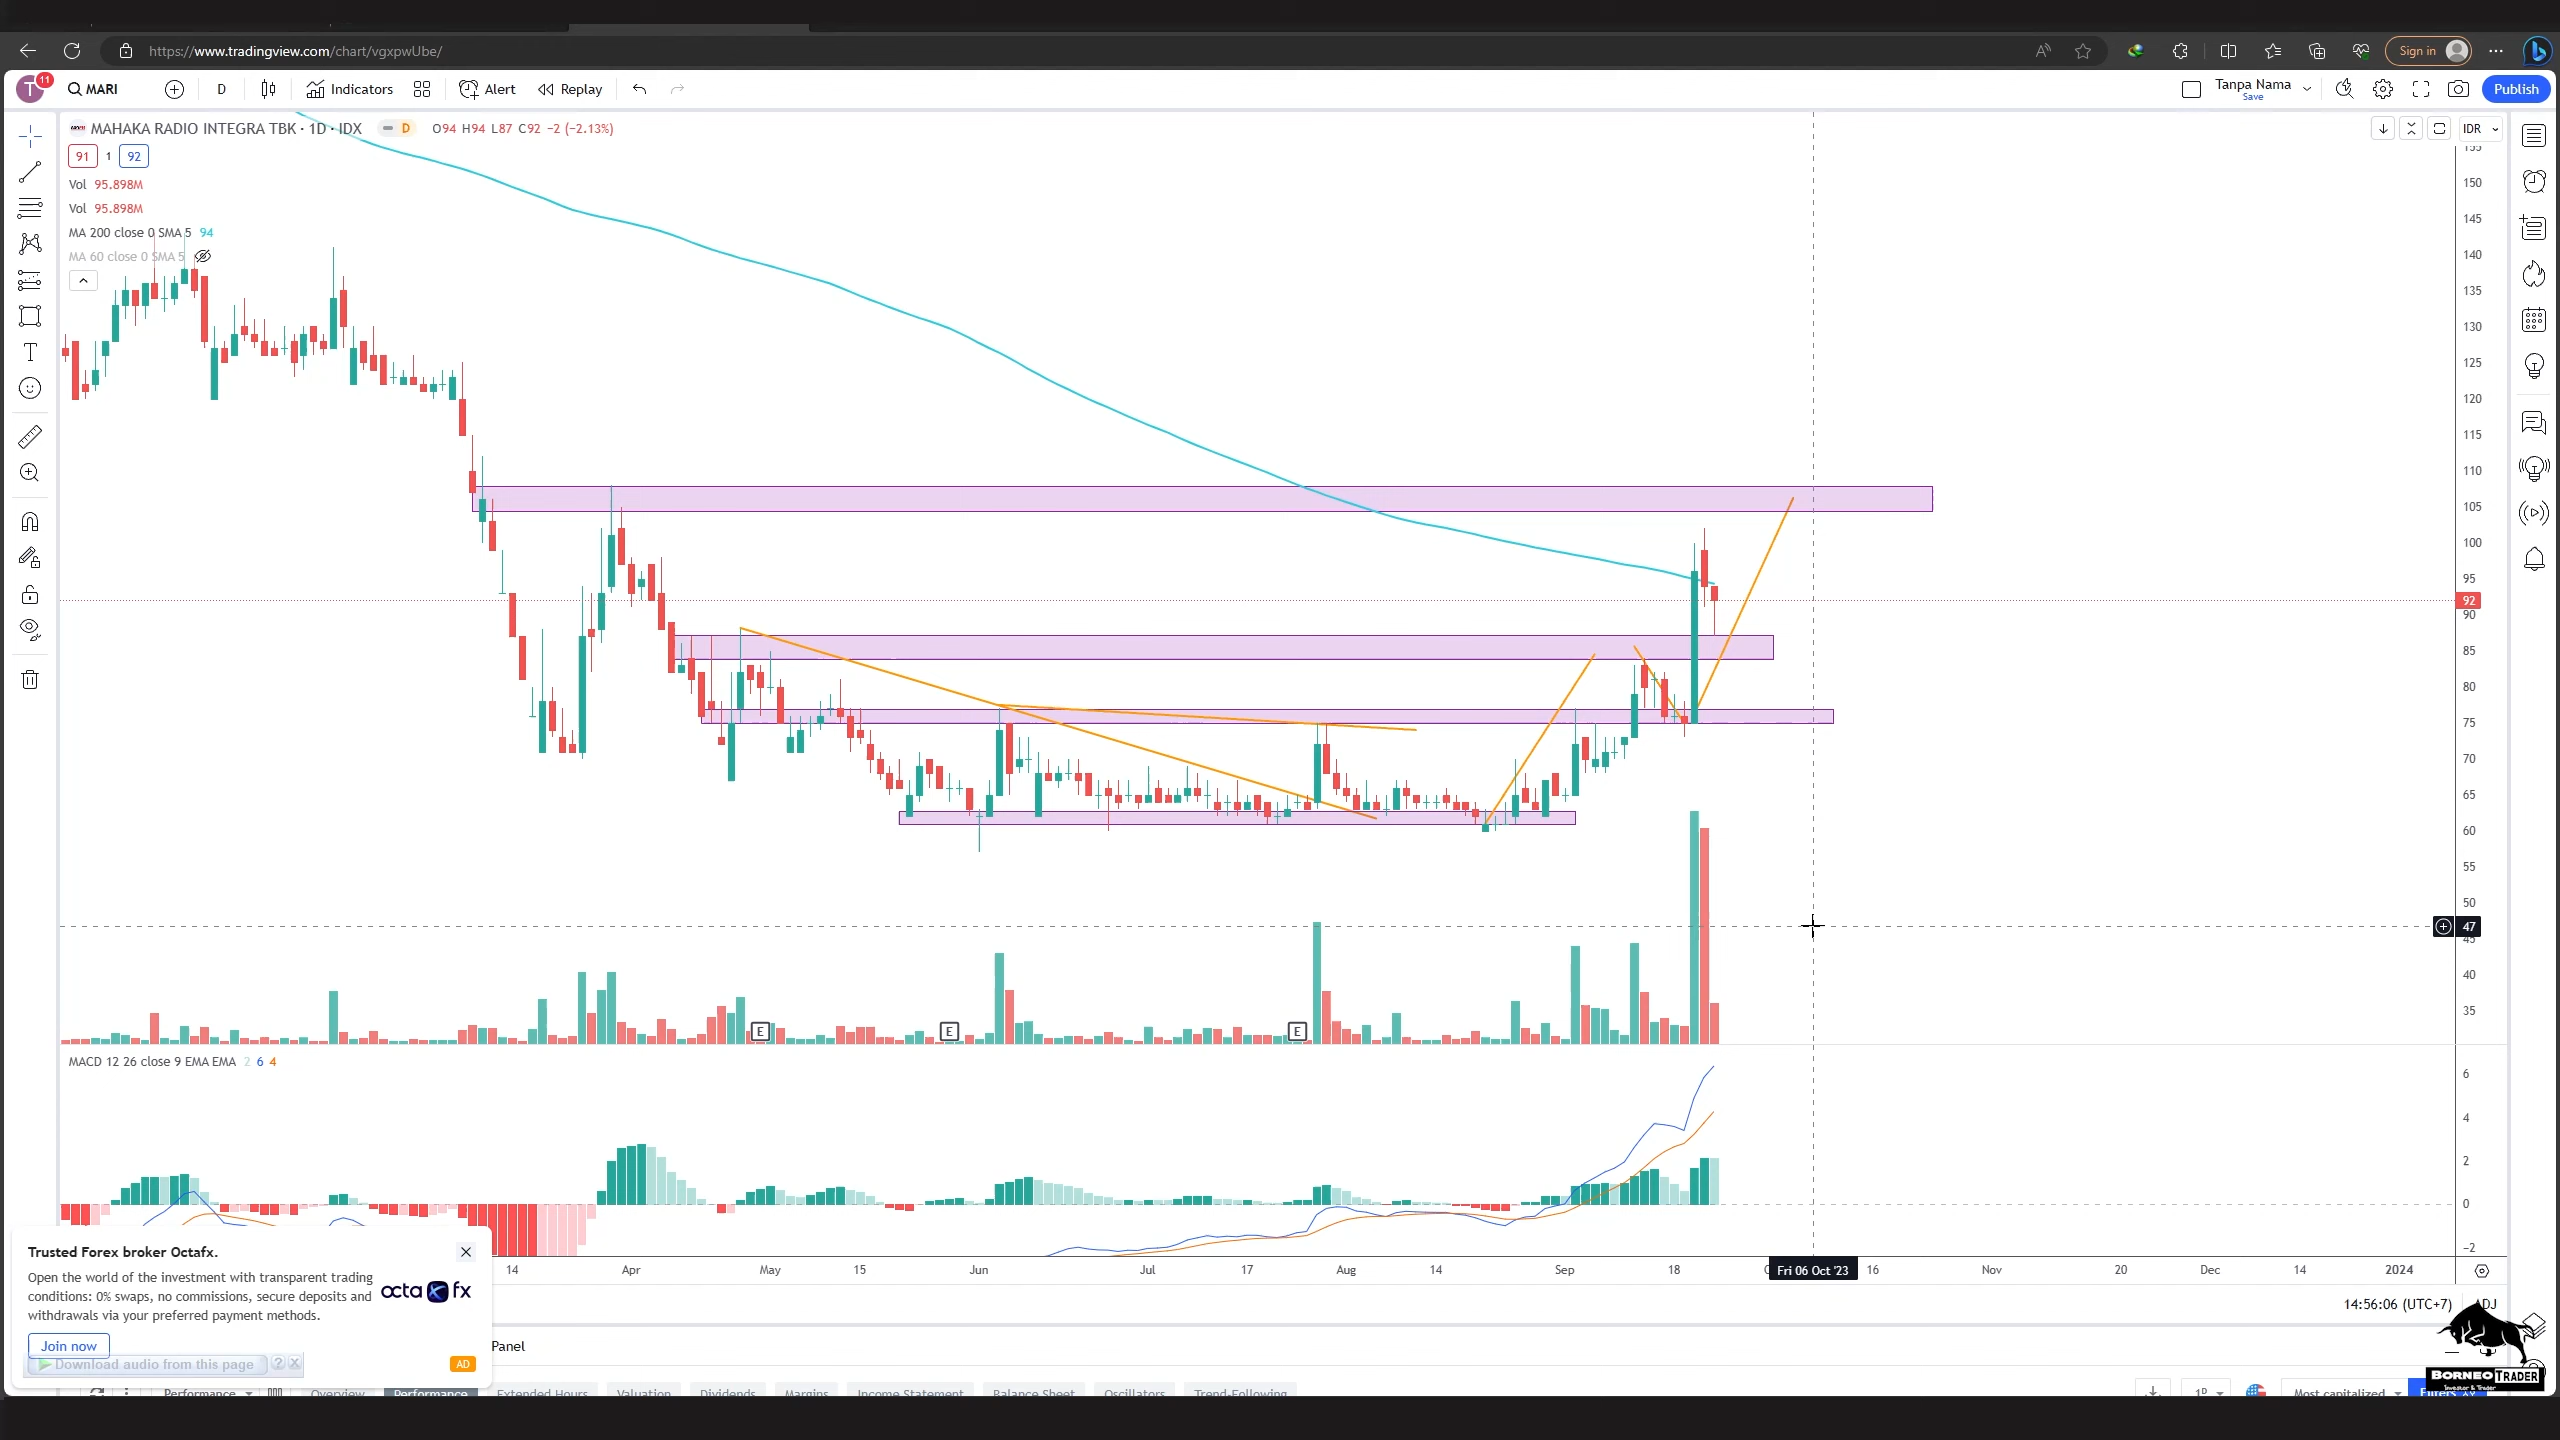 https://www.tradingview.com/chart/vgxpwUbe/
Sign in
T 11
MARI
D
Indicators
Alert
Replay
Tanpa Nama
Save
Publish
MAHAKA RADIO INTEGRA TBK · 1D · IDX
D
O94 H94 L87 C92 −2 (−2.13%)
IDR
91 1 92
Vol 95.898M
Vol 95.898M
MA 200 close 0 SMA 5 94
MA 60 close 0 SMA 5
155
150
145
140
135
130
125
120
115
110
105
100
95
92
90
85
80
75
70
65
60
55
50
47
45
40
35
E
E
E
MACD 12 26 close 9 EMA EMA 2 6 4
6
4
2
0
−2
14 Apr May 15 Jun Jul 17 Aug 14 Sep 18 Fri 06 Oct '23 16 Nov 20 Dec 14 2024
14:56:06 (UTC+7)
ADJ
Trusted Forex broker Octafx.
Open the world of the investment with transparent trading
conditions: 0% swaps, no commissions, secure deposits and
withdrawals via your preferred payment methods.
octa fx
Join now
Download audio from this page ?
AD
Panel
Performance Overview Performance Extended Hours Valuation Dividends Margins Income Statement Balance Sheet Oscillators Trend-Following
1D
Most capitalized
Filters
BORNEO TRADER
Investor & Trader